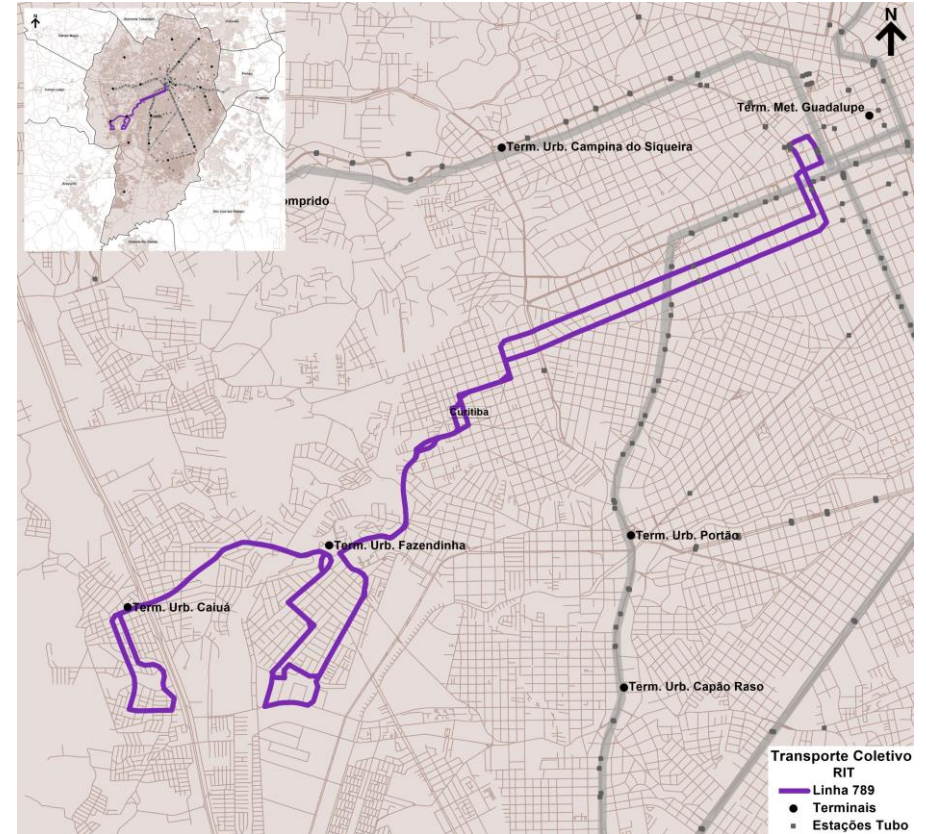 N
Term. Met. Guadalupe
Term. Urb. Campina do Siqueira
omprido
Curitiba
Term. Urb. Portão
Term. Urb. Fazendinha
Term. Urb. Caiuá
Term. Urb. Capão Raso
Transporte Coletivo
RIT
Linha 789
Terminais
Estações Tubo